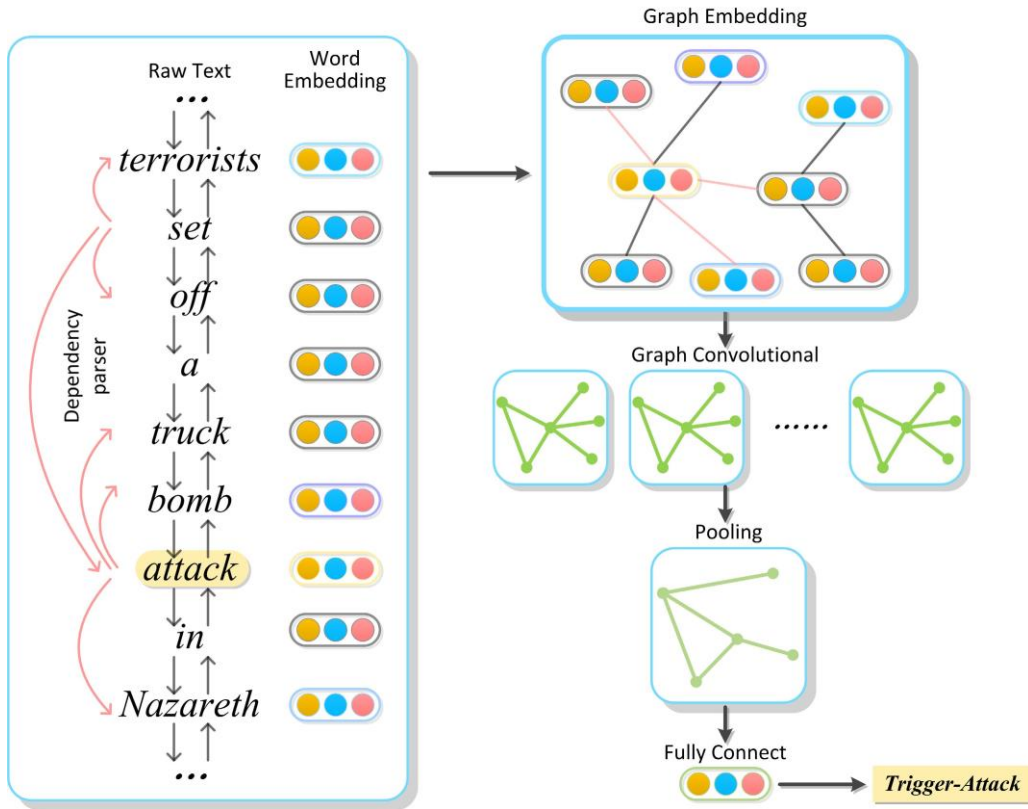 Raw Text
Word
Embedding
...
terrorists
set
off
a
truck
bomb
attack
in
Nazareth
...
Dependency
parser
Graph Embedding
Graph Convolutional
......
Pooling
Fully Connect
Trigger-Attack